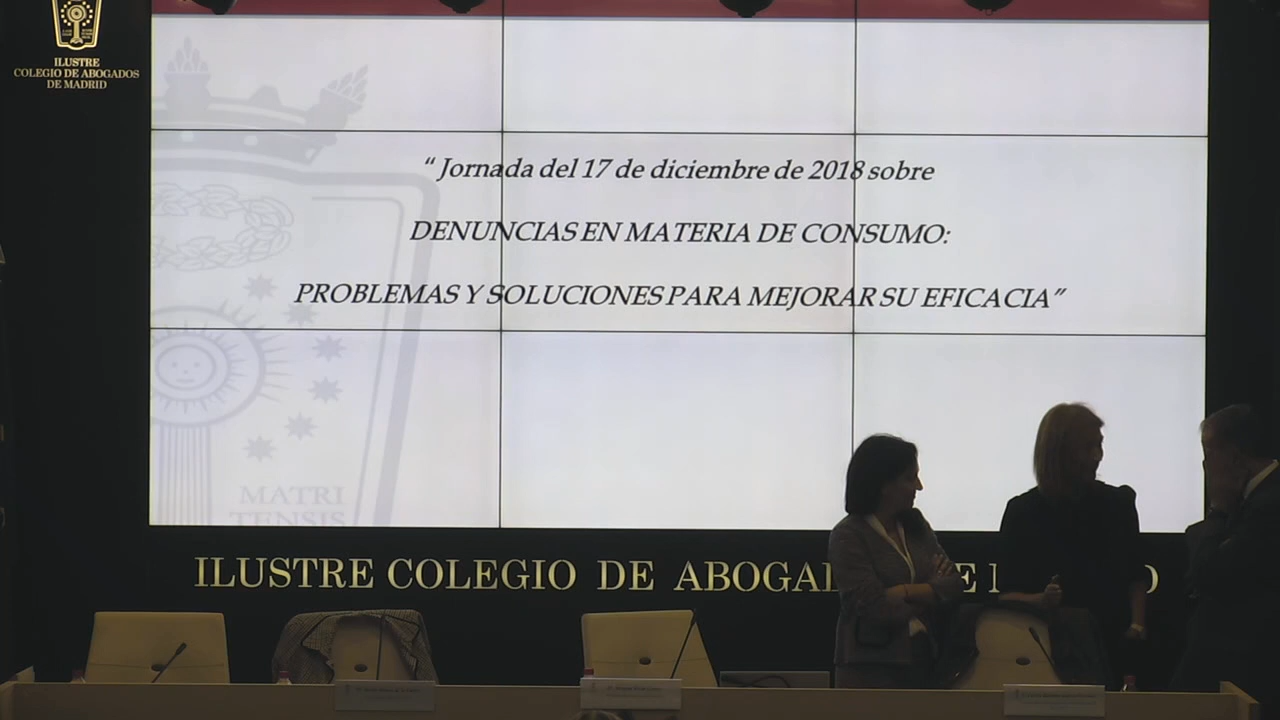 ILUSTRE
COLEGIO DE ABOGADOS
DE MADRID
“ Jornada del 17 de diciembre de 2018 sobre
DENUNCIAS EN MATERIA DE CONSUMO:
PROBLEMAS Y SOLUCIONES PARA MEJORAR SU EFICACIA”
MATRI
TENSIS
ILUSTRE COLEGIO DE ABOGA